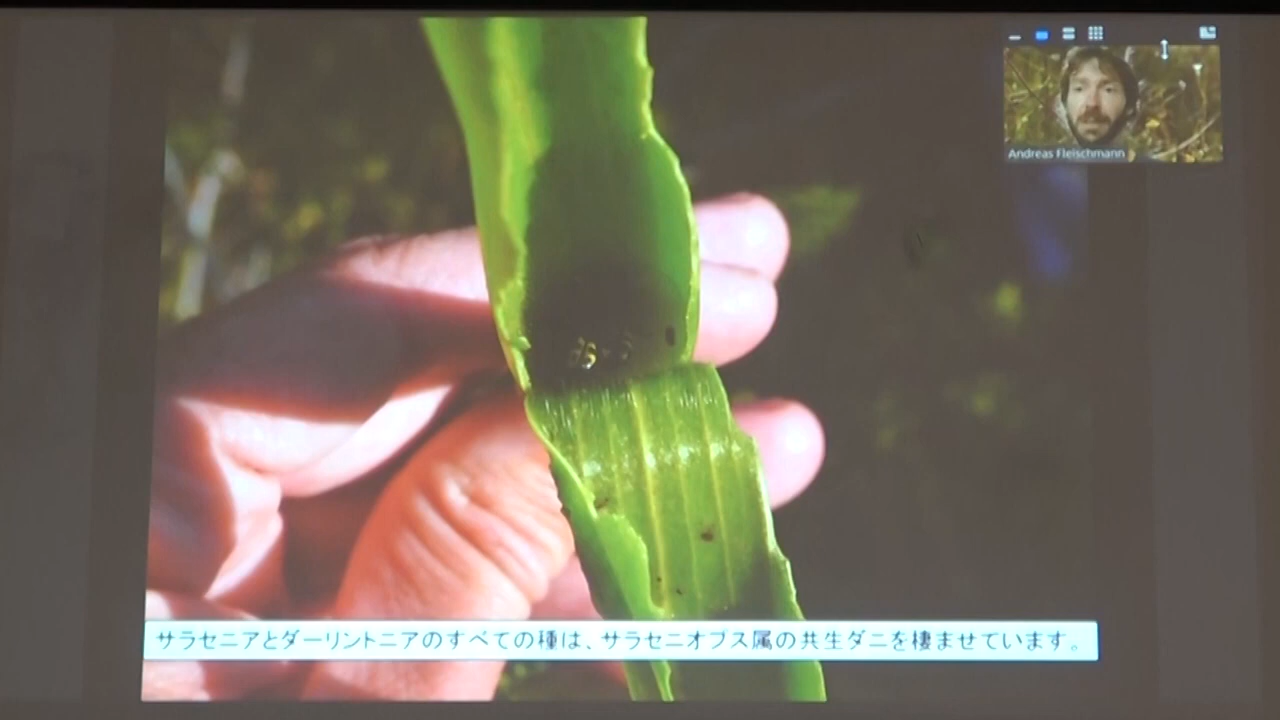 Andreas Fleischmann
サラセニアとダーリントニアのすべての種は、サラセニオプス属の共生ダニを棲ませています。